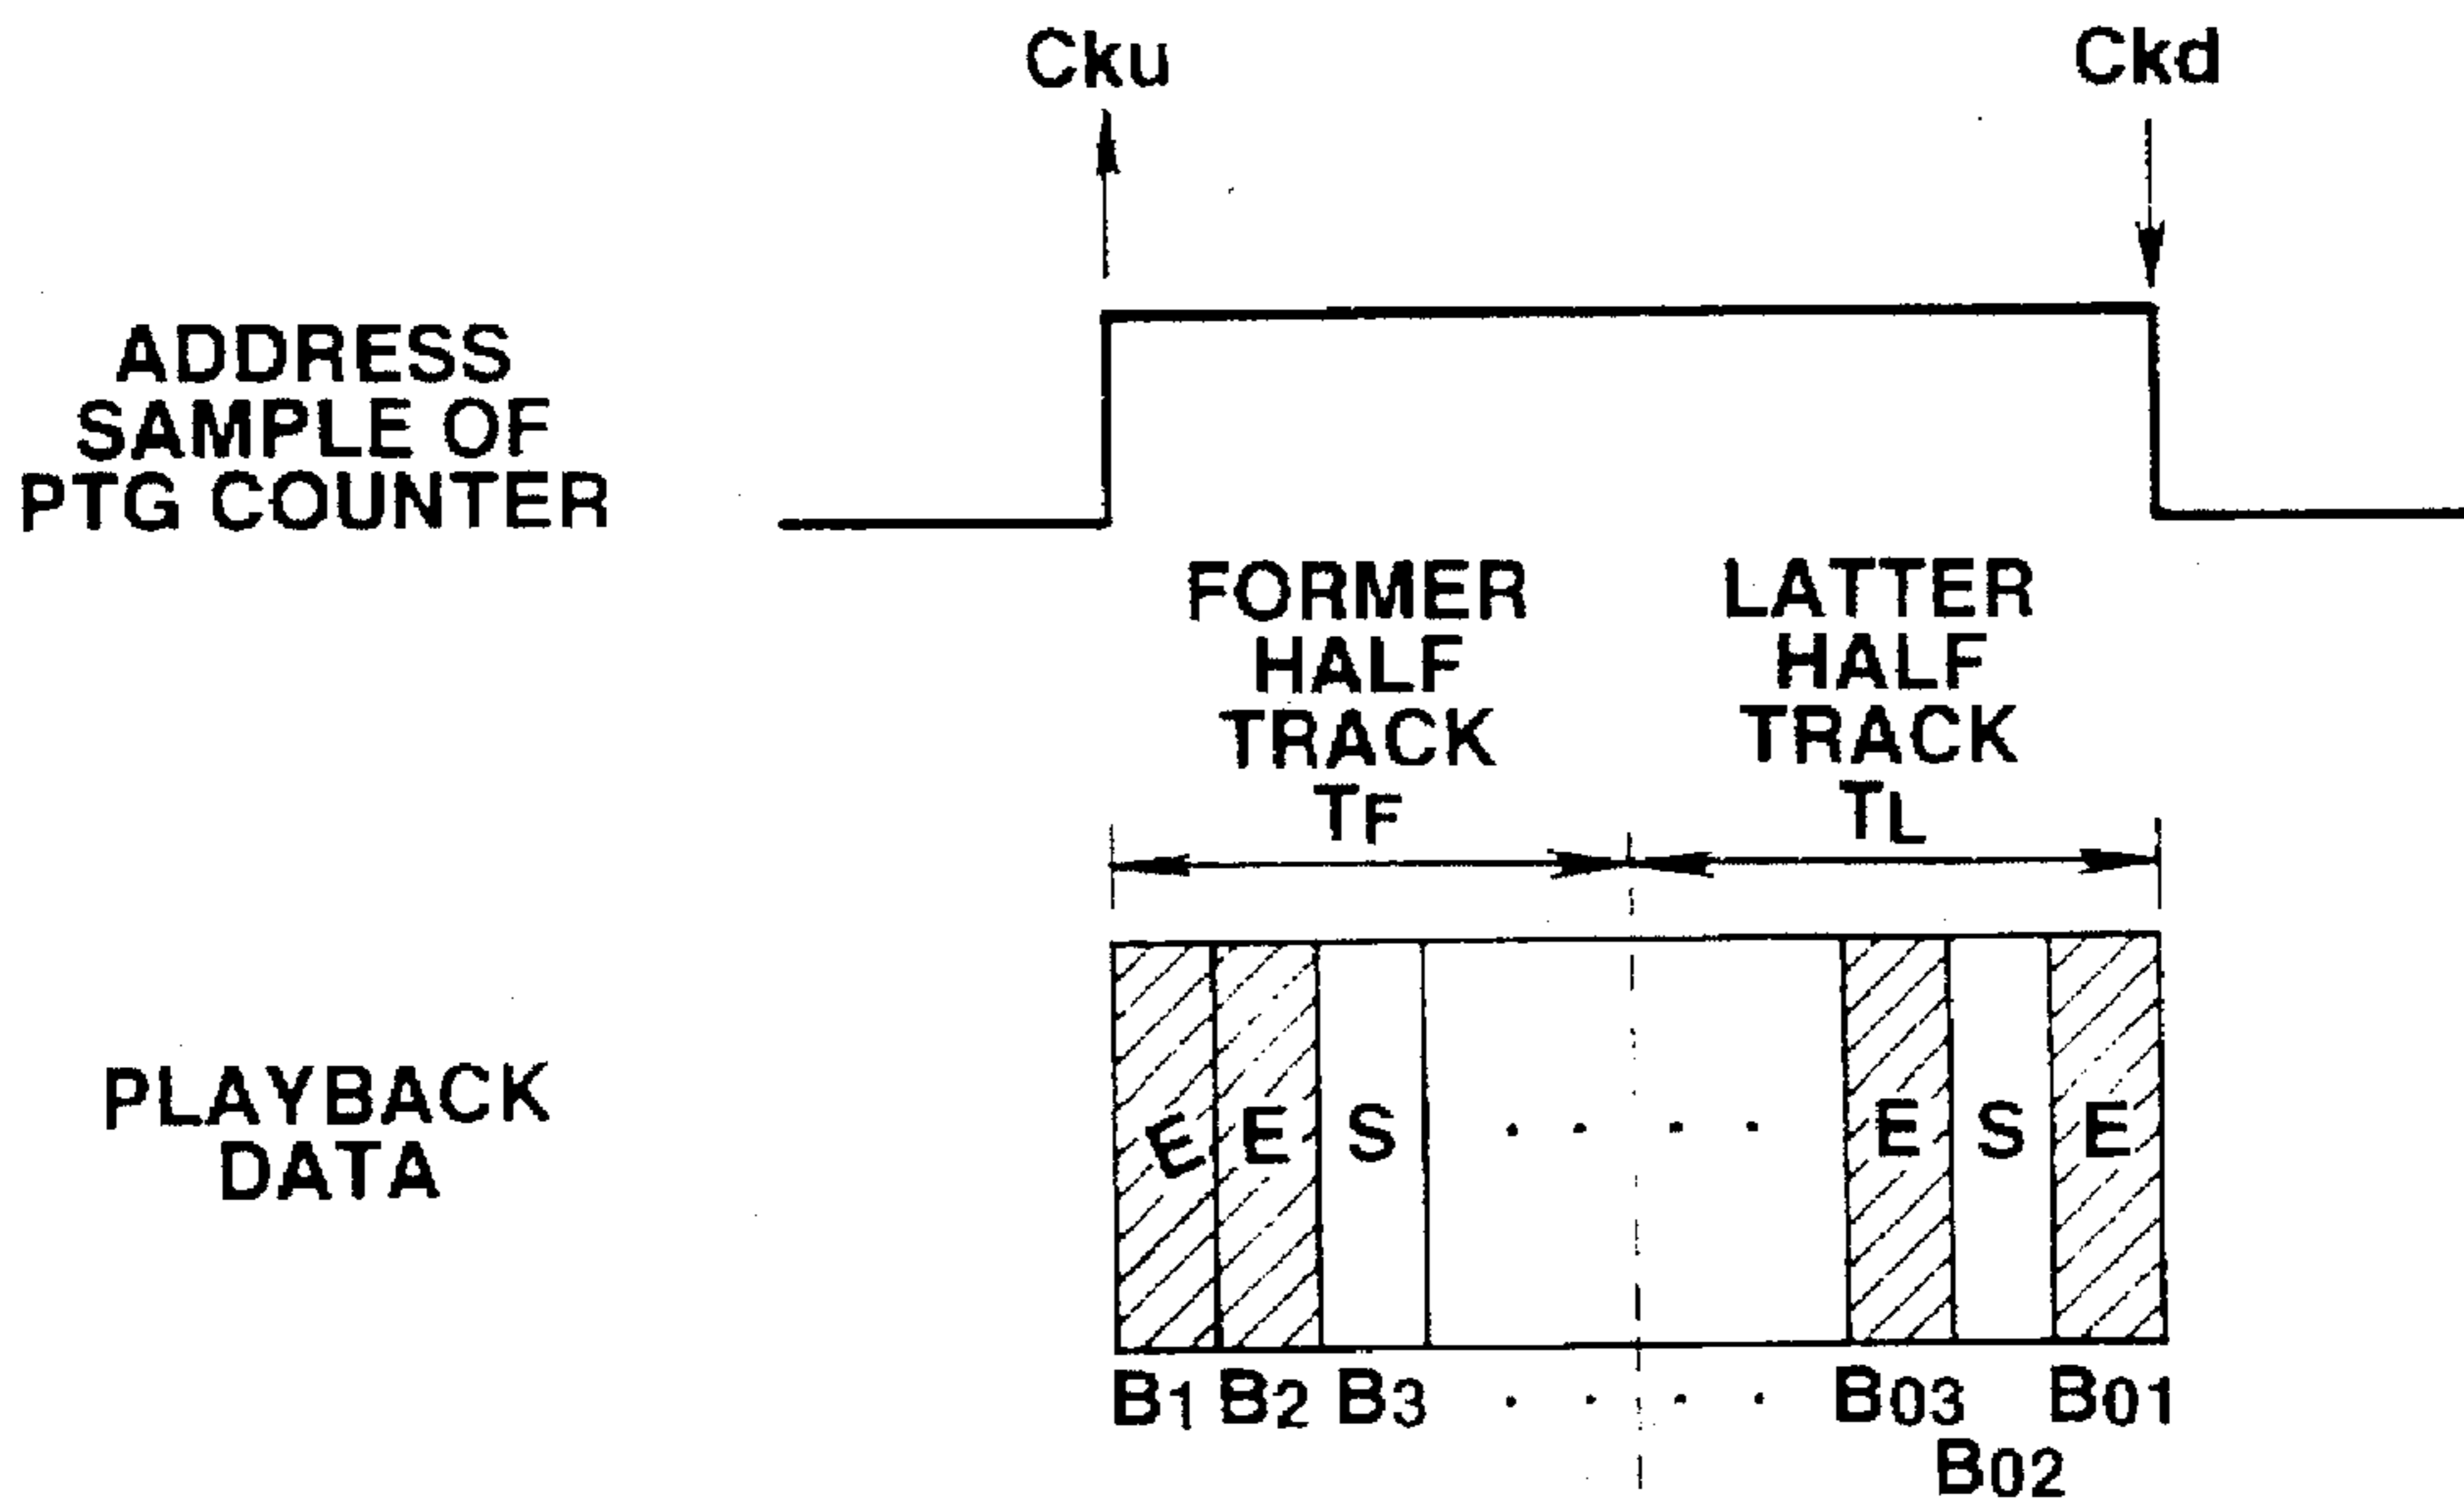 Cku Ckd
ADDRESS
SAMPLE OF
PTG COUNTER
FORMER
HALF
TRACK
TF
LATTER
HALF
TRACK
TL
PLAYBACK
DATA
E E S · · · · E S E
B1 B2 B3 · · · · B03 B01
B02